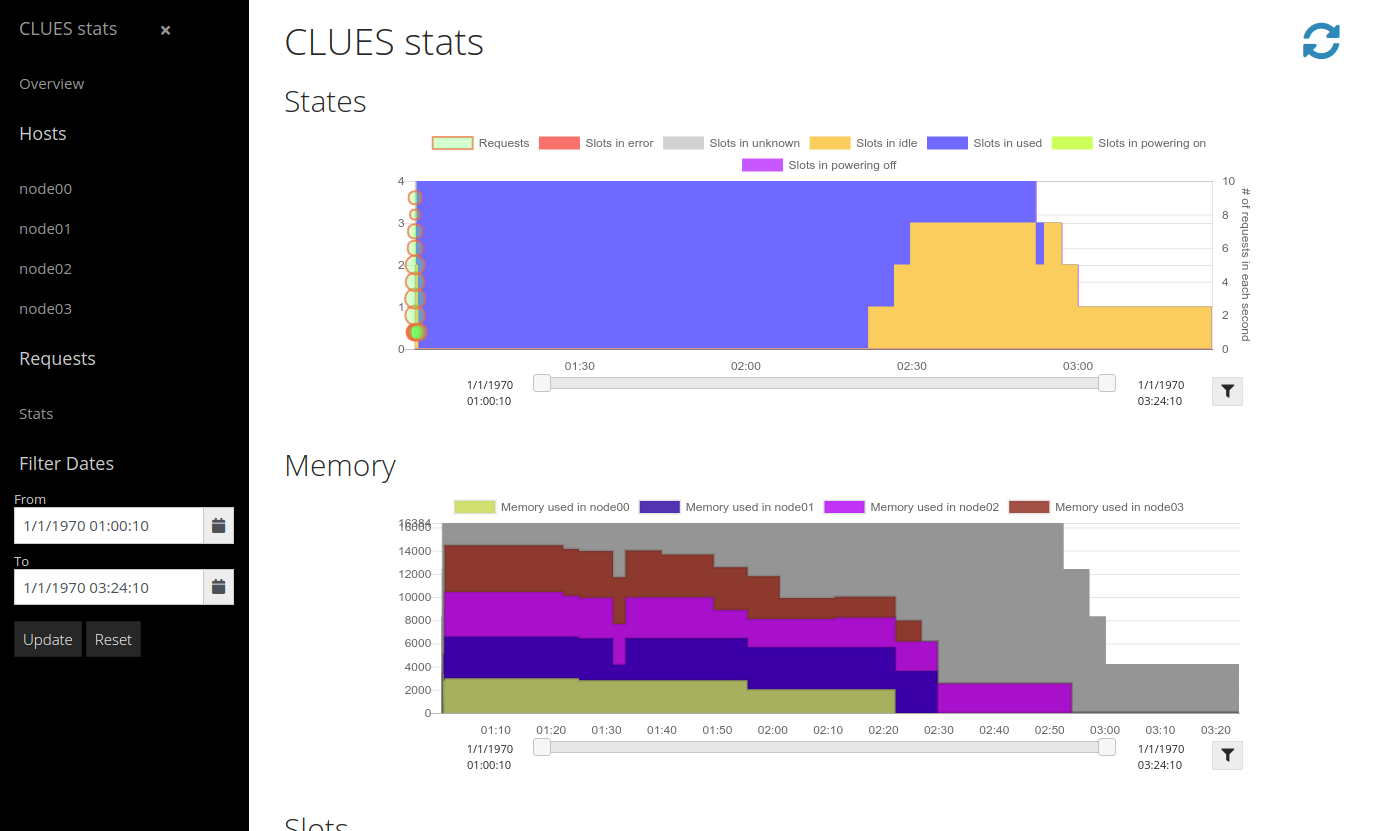 CLUES stats ×
Overview
Hosts
node00
node01
node02
node03
Requests
Stats
Filter Dates
From
1/1/1970 01:00:10
To
1/1/1970 03:24:10
Update Reset
CLUES stats
States
Requests Slots in error Slots in unknown Slots in idle Slots in used Slots in powering on
Slots in powering off
4
3
2
1
0
10
8
6
4
2
0
# of requests in each second
01:30 02:00 02:30 03:00
1/1/1970
01:00:10
1/1/1970
03:24:10
Memory
Memory used in node00 Memory used in node01 Memory used in node02 Memory used in node03
16384
16000
14000
12000
10000
8000
6000
4000
2000
0
01:10 01:20 01:30 01:40 01:50 02:00 02:10 02:20 02:30 02:40 02:50 03:00 03:10 03:20
1/1/1970
01:00:10
1/1/1970
03:24:10
Slots